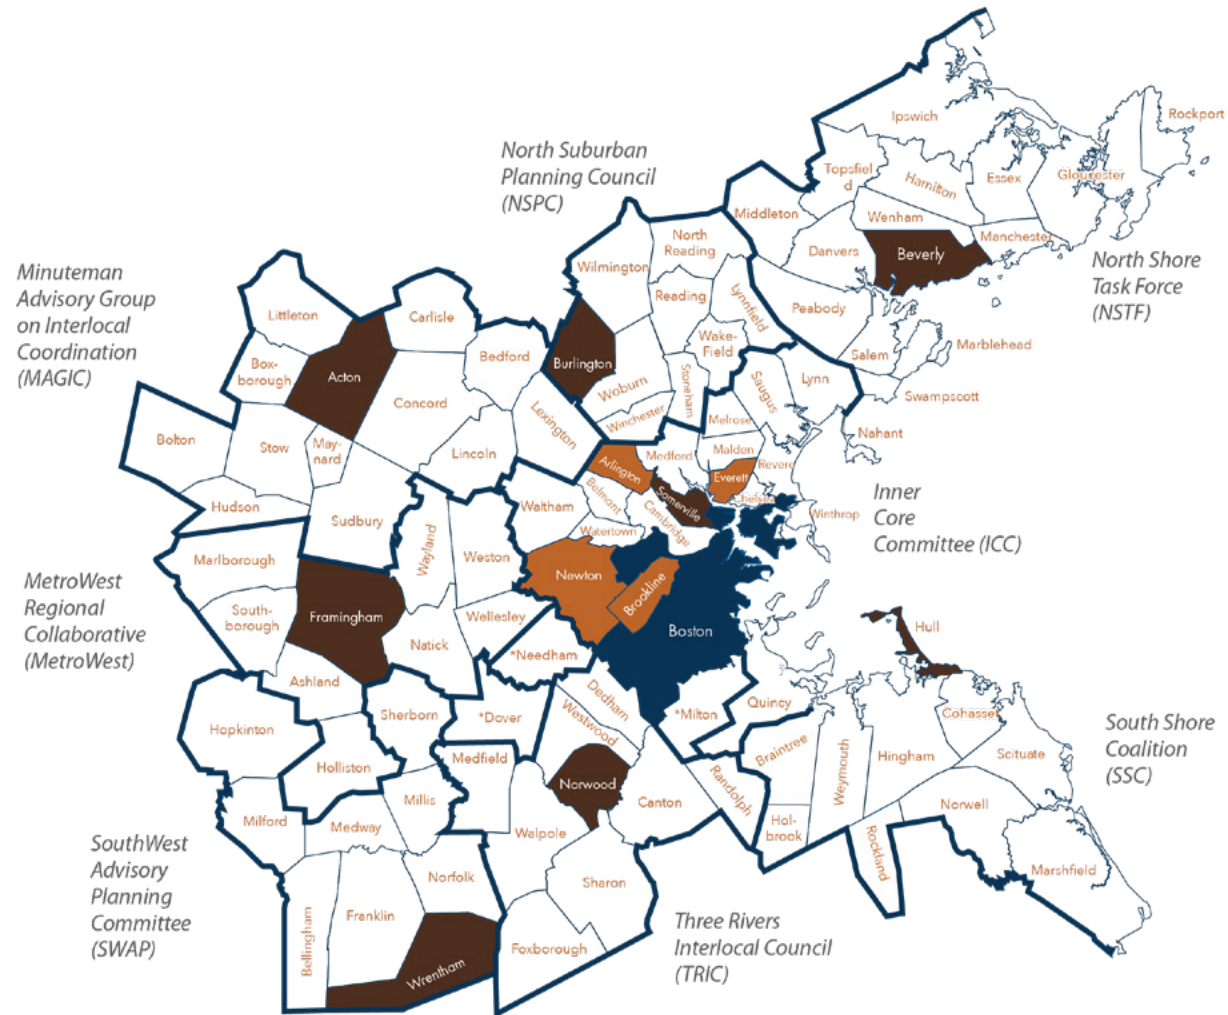 Ipswich
Rockport
North Suburban
Planning Council
(NSPC)
Topsfiel
d
Hamilton
Essex
Gloucester
Middleton
Wenham
Manchester
Danvers
Beverly
North Shore
Task Force
(NSTF)
Minuteman
Advisory Group
on Interlocal
Coordination
(MAGIC)
North
Reading
Wilmington
Reading
Lynnfield
Peabody
Littleton
Carlisle
Bedford
Burlington
Wake-
Field
Salem
Marblehead
Box-
borough
Acton
Concord
Lexington
Woburn
Winchester
Stoneham
Saugus
Lynn
Swampscott
Bolton
Stow
May-
nard
Lincoln
Melrose
Nahant
Arlington
Medford
Malden
Everett
Revere
Hudson
Sudbury
Waltham
Belmont
Somerville
Chelsea
Cambridge
Watertown
Winthrop
Inner
Core
Committee (ICC)
Marlborough
Wayland
Weston
Newton
Brookline
Boston
MetroWest
Regional
Collaborative
(MetroWest)
South-
borough
Framingham
Natick
Wellesley
*Needham
Hull
Ashland
Sherborn
Hopkinton
*Dover
Dedham
Westwood
*Milton
Quincy
Cohasset
Scituate
South Shore
Coalition
(SSC)
Holliston
Medfield
Norwood
Canton
Randolph
Braintree
Weymouth
Hingham
Norwell
Milford
Medway
Millis
Walpole
Hol-
brook
Rockland
Marshfield
SouthWest
Advisory
Planning
Committee
(SWAP)
Norfolk
Sharon
Franklin
Bellingham
Wrentham
Foxborough
Three Rivers
Interlocal Council
(TRIC)